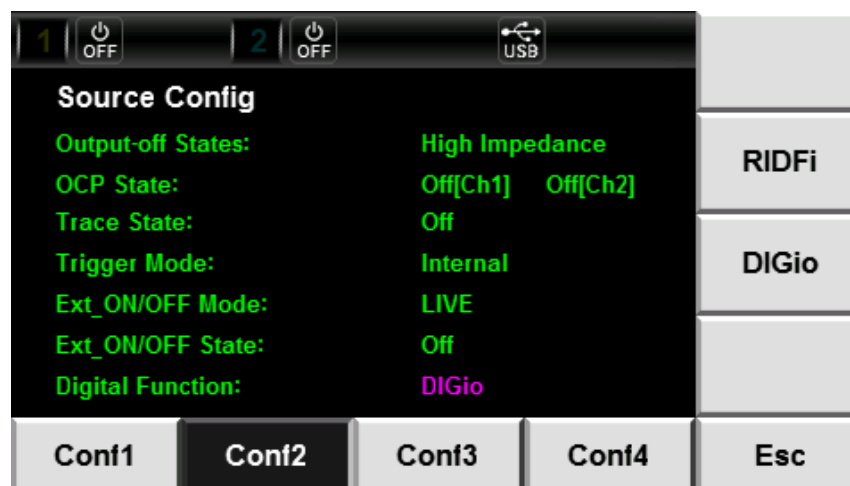 1 OFF 2 OFF USB
Source Config
Output-off States: High Impedance
OCP State: Off[Ch1] Off[Ch2]
Trace State: Off
Trigger Mode: Internal
Ext_ON/OFF Mode: LIVE
Ext_ON/OFF State: Off
Digital Function: DIGio
RIDFi
DIGio
Conf1 Conf2 Conf3 Conf4 Esc